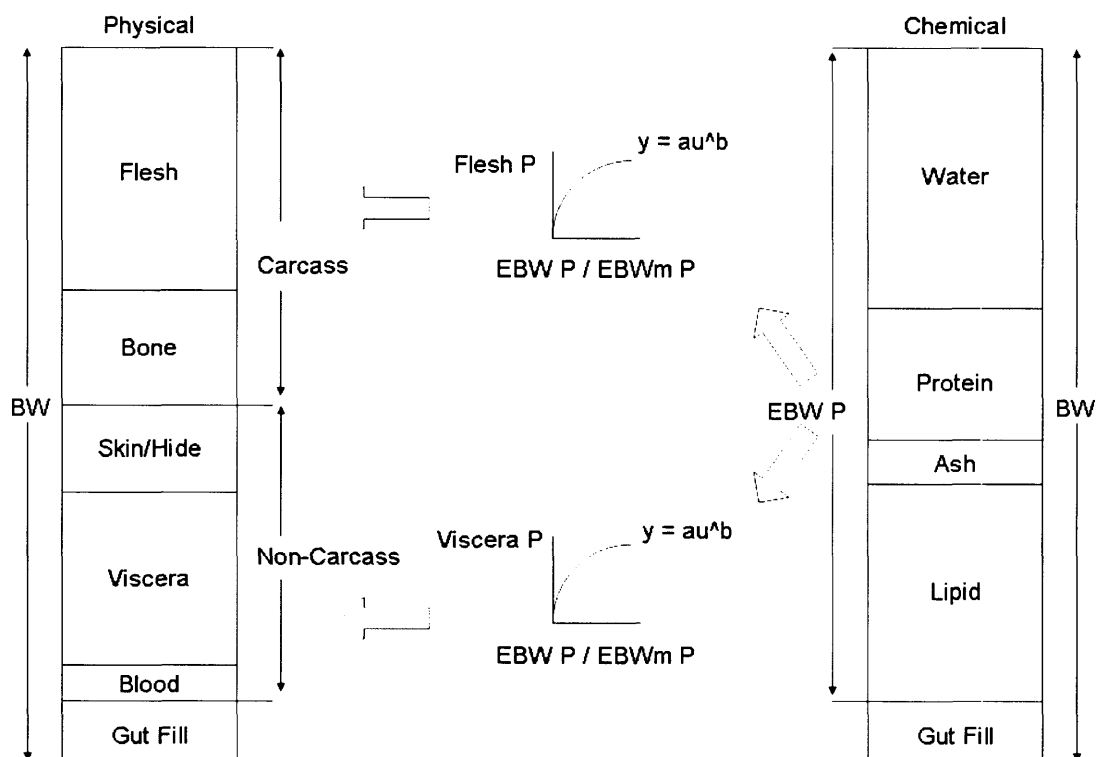 Physical
Chemical
Flesh
Bone
Skin/Hide
Viscera
Blood
Gut Fill
BW
Carcass
Non-Carcass
Flesh P
y = au^b
EBW P / EBWm P
Viscera P
y = au^b
EBW P / EBWm P
EBW P
Water
Protein
Ash
Lipid
Gut Fill
BW